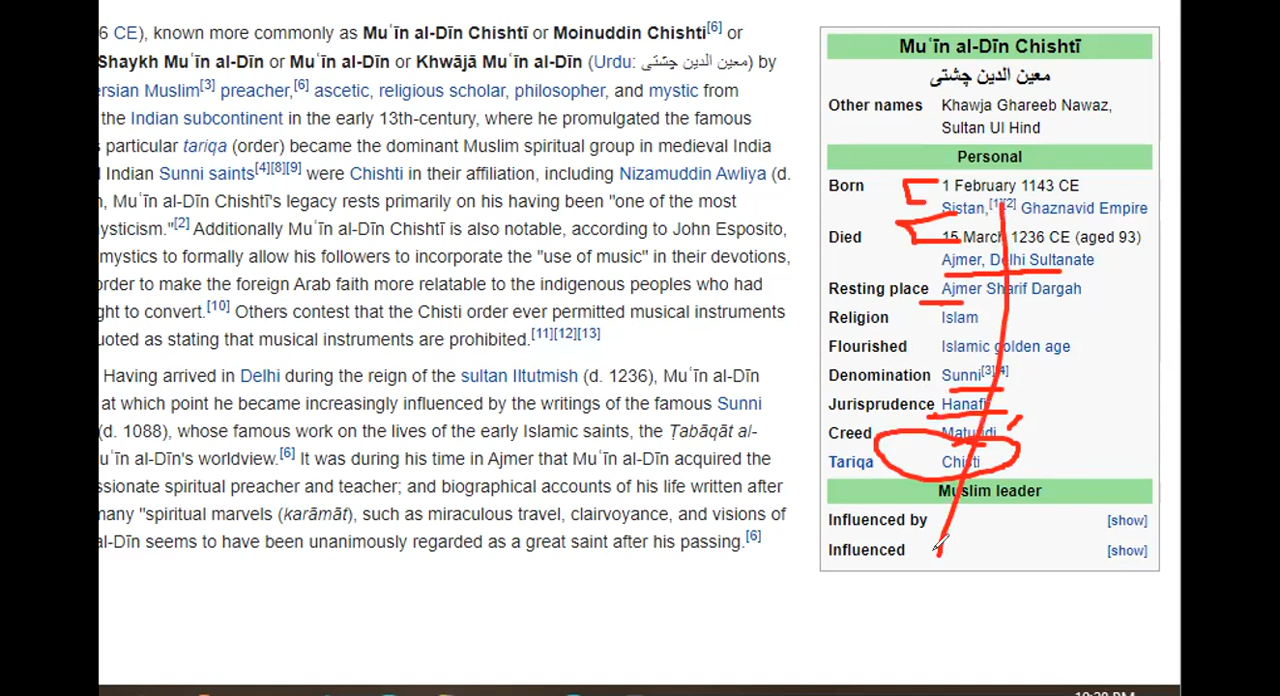 6 CE), known more commonly as Muʿīn al-Dīn Chishtī or Moinuddin Chishti[6] or
Shaykh Muʿīn al-Dīn or Muʿīn al-Dīn or Khwājā Muʿīn al-Dīn (Urdu: معین الدین چشتی) by
ersian Muslim[3] preacher,[6] ascetic, religious scholar, philosopher, and mystic from
the Indian subcontinent in the early 13th-century, where he promulgated the famous
particular tariqa (order) became the dominant Muslim spiritual group in medieval India
Indian Sunni saints[4][8][9] were Chishti in their affiliation, including Nizamuddin Awliya (d.
n, Muʿīn al-Dīn Chishtī's legacy rests primarily on his having been "one of the most
ysticism."[2] Additionally Muʿīn al-Dīn Chishtī is also notable, according to John Esposito,
mystics to formally allow his followers to incorporate the "use of music" in their devotions,
order to make the foreign Arab faith more relatable to the indigenous peoples who had
ght to convert.[10] Others contest that the Chisti order ever permitted musical instruments
uoted as stating that musical instruments are prohibited.[11][12][13]
Having arrived in Delhi during the reign of the sultan Iltutmish (d. 1236), Muʿīn al-Dīn
at which point he became increasingly influenced by the writings of the famous Sunni
(d. 1088), whose famous work on the lives of the early Islamic saints, the Ṭabāqāt al-
uʿīn al-Dīn's worldview.[6] It was during his time in Ajmer that Muʿīn al-Dīn acquired the
ssionate spiritual preacher and teacher; and biographical accounts of his life written after
many "spiritual marvels (karāmāt), such as miraculous travel, clairvoyance, and visions of
al-Dīn seems to have been unanimously regarded as a great saint after his passing.[6]
Muʿīn al-Dīn Chishtī
معین الدین چشتی
Other names Khawja Ghareeb Nawaz,
Sultan Ul Hind
Personal
Born 1 February 1143 CE
Sistan,[1][2] Ghaznavid Empire
Died 15 March 1236 CE (aged 93)
Ajmer, Delhi Sultanate
Resting place Ajmer Sharif Dargah
Religion Islam
Flourished Islamic golden age
Denomination Sunni[3][4]
Jurisprudence Hanafi
Creed Maturidi
Tariqa Chisti
Muslim leader
Influenced by [show]
Influenced [show]